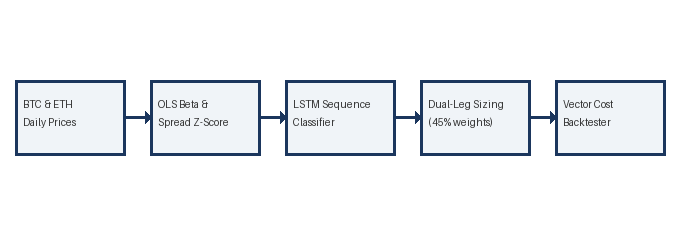 BTC & ETH
Daily Prices
OLS Beta &
Spread Z-Score
LSTM Sequence
Classifier
Dual-Leg Sizing
(45% weights)
Vector Cost
Backtester